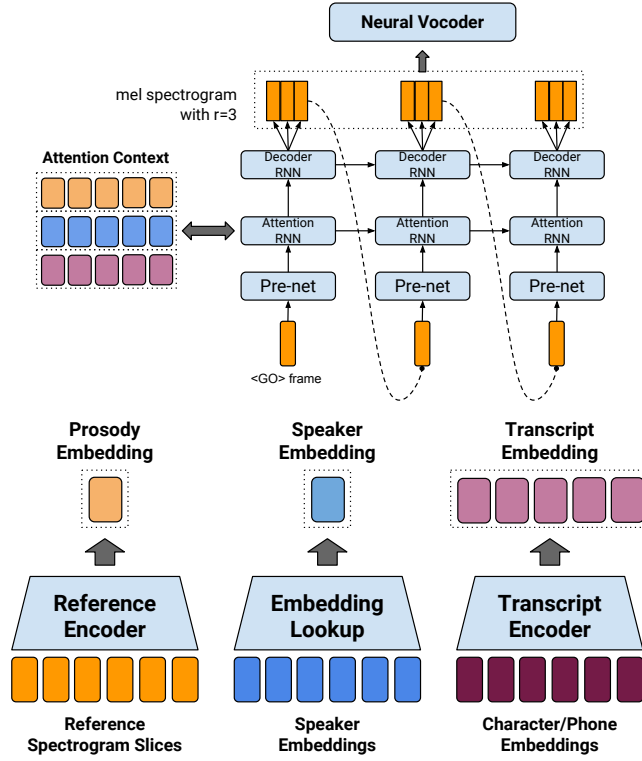 Neural Vocoder
mel spectrogram
with r=3
Attention Context
Decoder
RNN
Decoder
RNN
Decoder
RNN
Attention
RNN
Attention
RNN
Attention
RNN
Pre-net
Pre-net
Pre-net
<GO> frame
Prosody
Embedding
Speaker
Embedding
Transcript
Embedding
Reference
Encoder
Embedding
Lookup
Transcript
Encoder
Reference
Spectrogram Slices
Speaker
Embeddings
Character/Phone
Embeddings